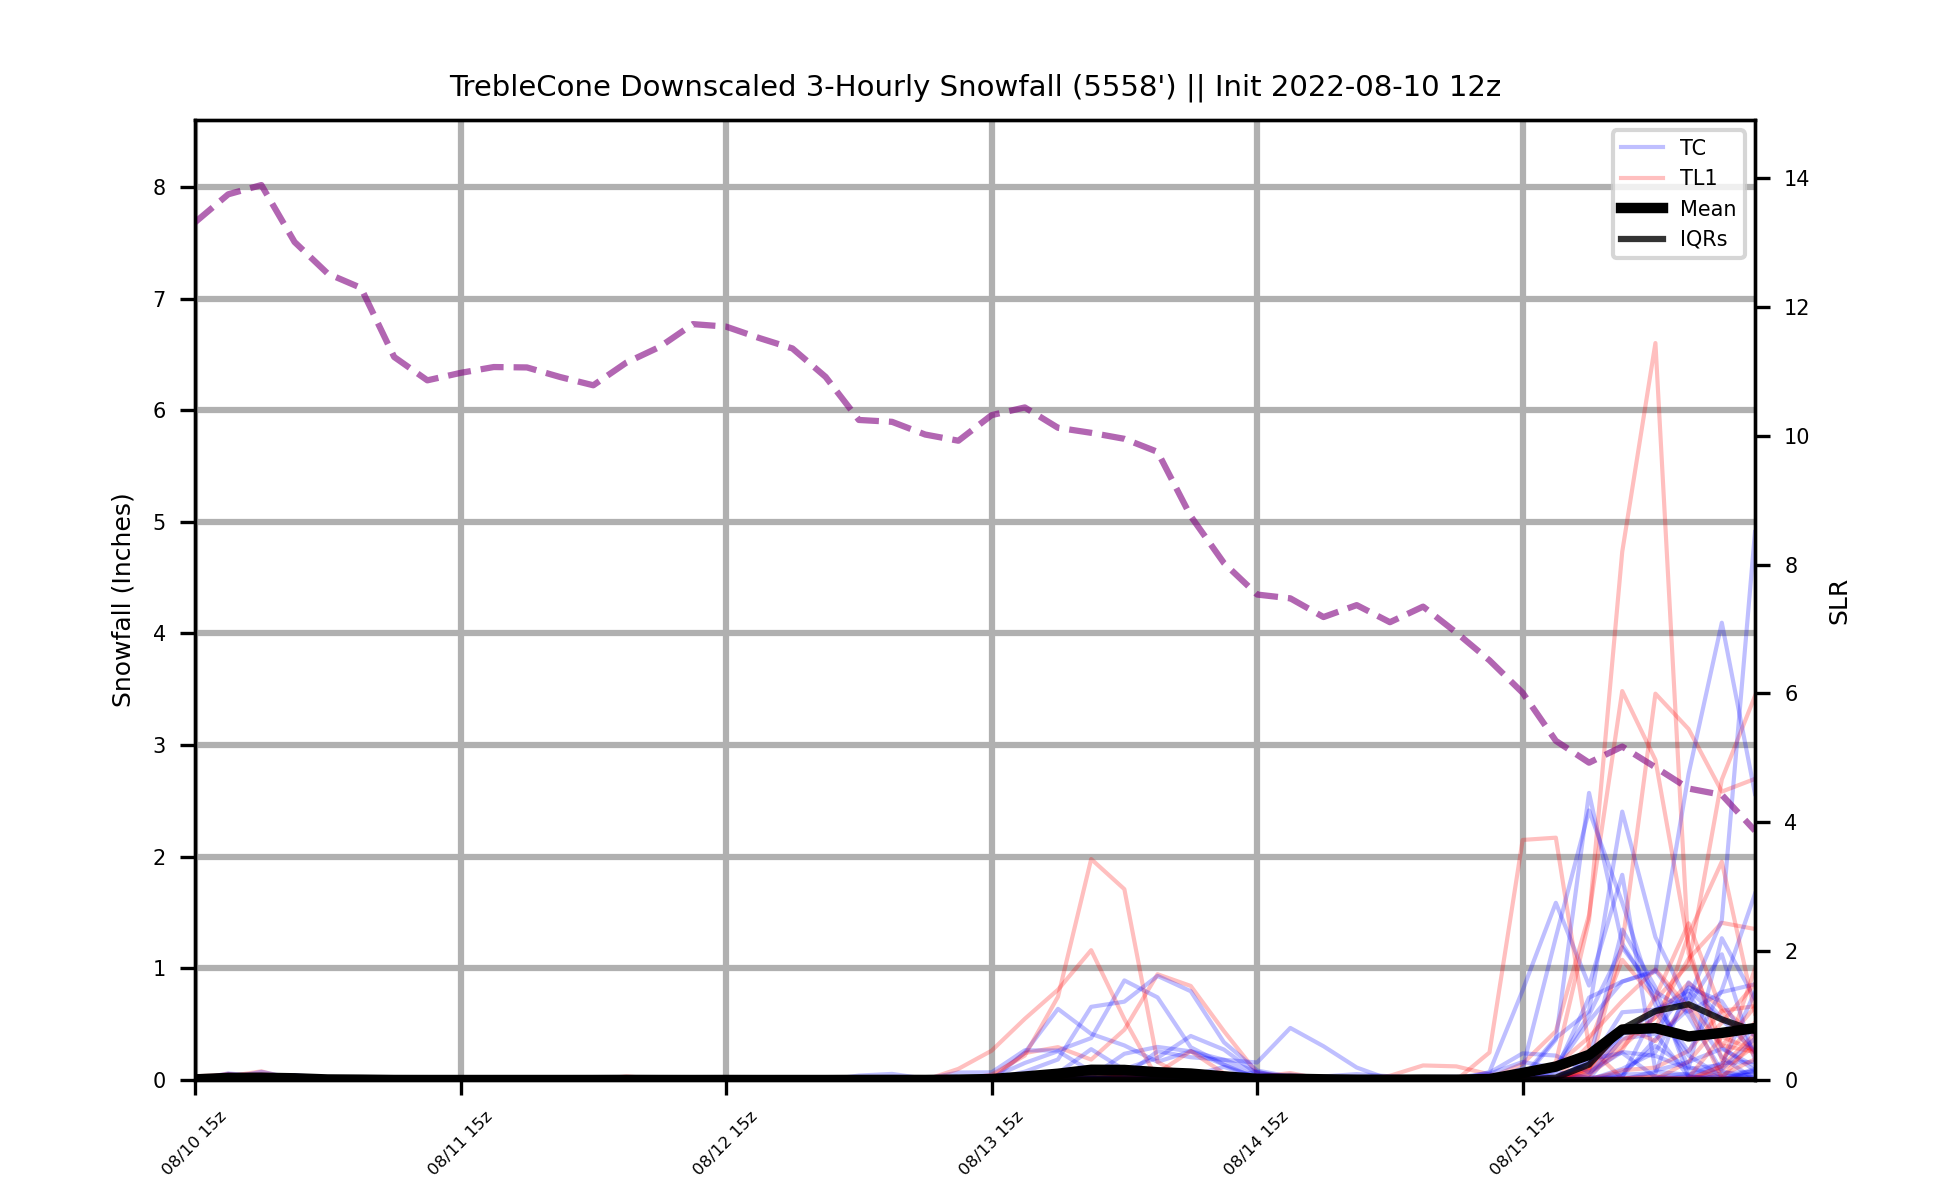 TrebleCone Downscaled 3-Hourly Snowfall (5558') || Init 2022-08-10 12z
TC
TL1
Mean
IQRs
Snowfall (Inches)
8
7
6
5
4
3
2
1
0
14
12
10
8
6
4
2
0
SLR
08/10 15z
08/11 15z
08/12 15z
08/13 15z
08/14 15z
08/15 15z